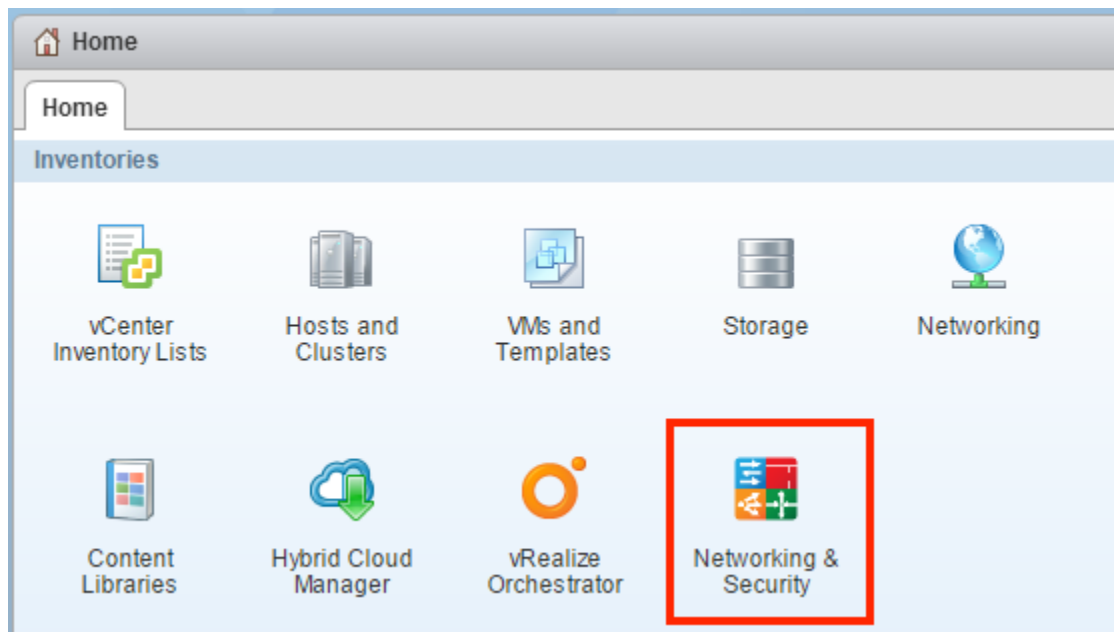 Home
Home
Inventories
vCenter
Inventory Lists
Hosts and
Clusters
VMs and
Templates
Storage
Networking
Content
Libraries
Hybrid Cloud
Manager
vRealize
Orchestrator
Networking &
Security